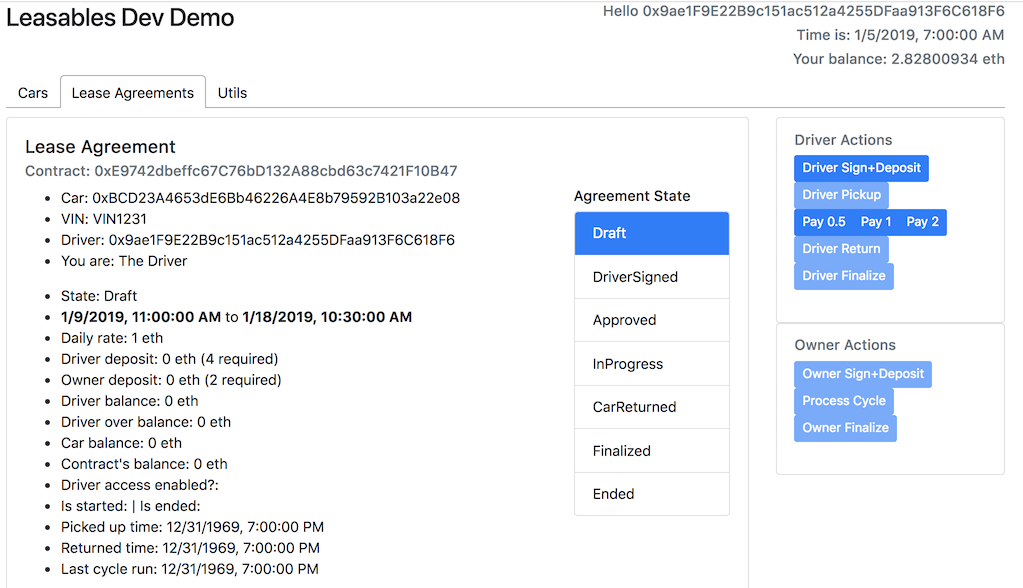 Leasables Dev Demo
Hello 0x9ae1F9E22B9c151ac512a4255DFaa913F6C618F6
Time is: 1/5/2019, 7:00:00 AM
Your balance: 2.82800934 eth
Cars
Lease Agreements
Utils
Lease Agreement
Contract: 0xE9742dbeffc67C76bD132A88cbd63c7421F10B47
Car: 0xBCD23A4653dE6Bb46226A4E8b79592B103a22e08
VIN: VIN1231
Driver: 0x9ae1F9E22B9c151ac512a4255DFaa913F6C618F6
You are: The Driver
State: Draft
1/9/2019, 11:00:00 AM to 1/18/2019, 10:30:00 AM
Daily rate: 1 eth
Driver deposit: 0 eth (4 required)
Owner deposit: 0 eth (2 required)
Driver balance: 0 eth
Driver over balance: 0 eth
Car balance: 0 eth
Contract's balance: 0 eth
Driver access enabled?:
Is started: | Is ended:
Picked up time: 12/31/1969, 7:00:00 PM
Returned time: 12/31/1969, 7:00:00 PM
Last cycle run: 12/31/1969, 7:00:00 PM
Agreement State
Draft
DriverSigned
Approved
InProgress
CarReturned
Finalized
Ended
Driver Actions
Driver Sign+Deposit
Driver Pickup
Pay 0.5 Pay 1 Pay 2
Driver Return
Driver Finalize
Owner Actions
Owner Sign+Deposit
Process Cycle
Owner Finalize